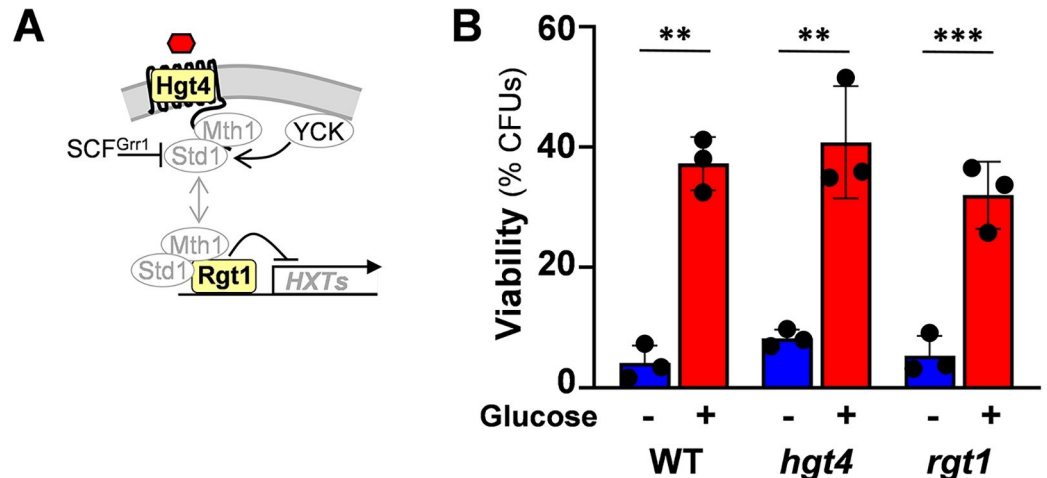 A
Hgt4
Mth1
YCK
SCFGrr1
Std1
Mth1
Std1
Rgt1
HXTs
B
Viability (% CFUs)
60
40
20
0
** ** ***
Glucose - + - + - +
WT hgt4 rgt1